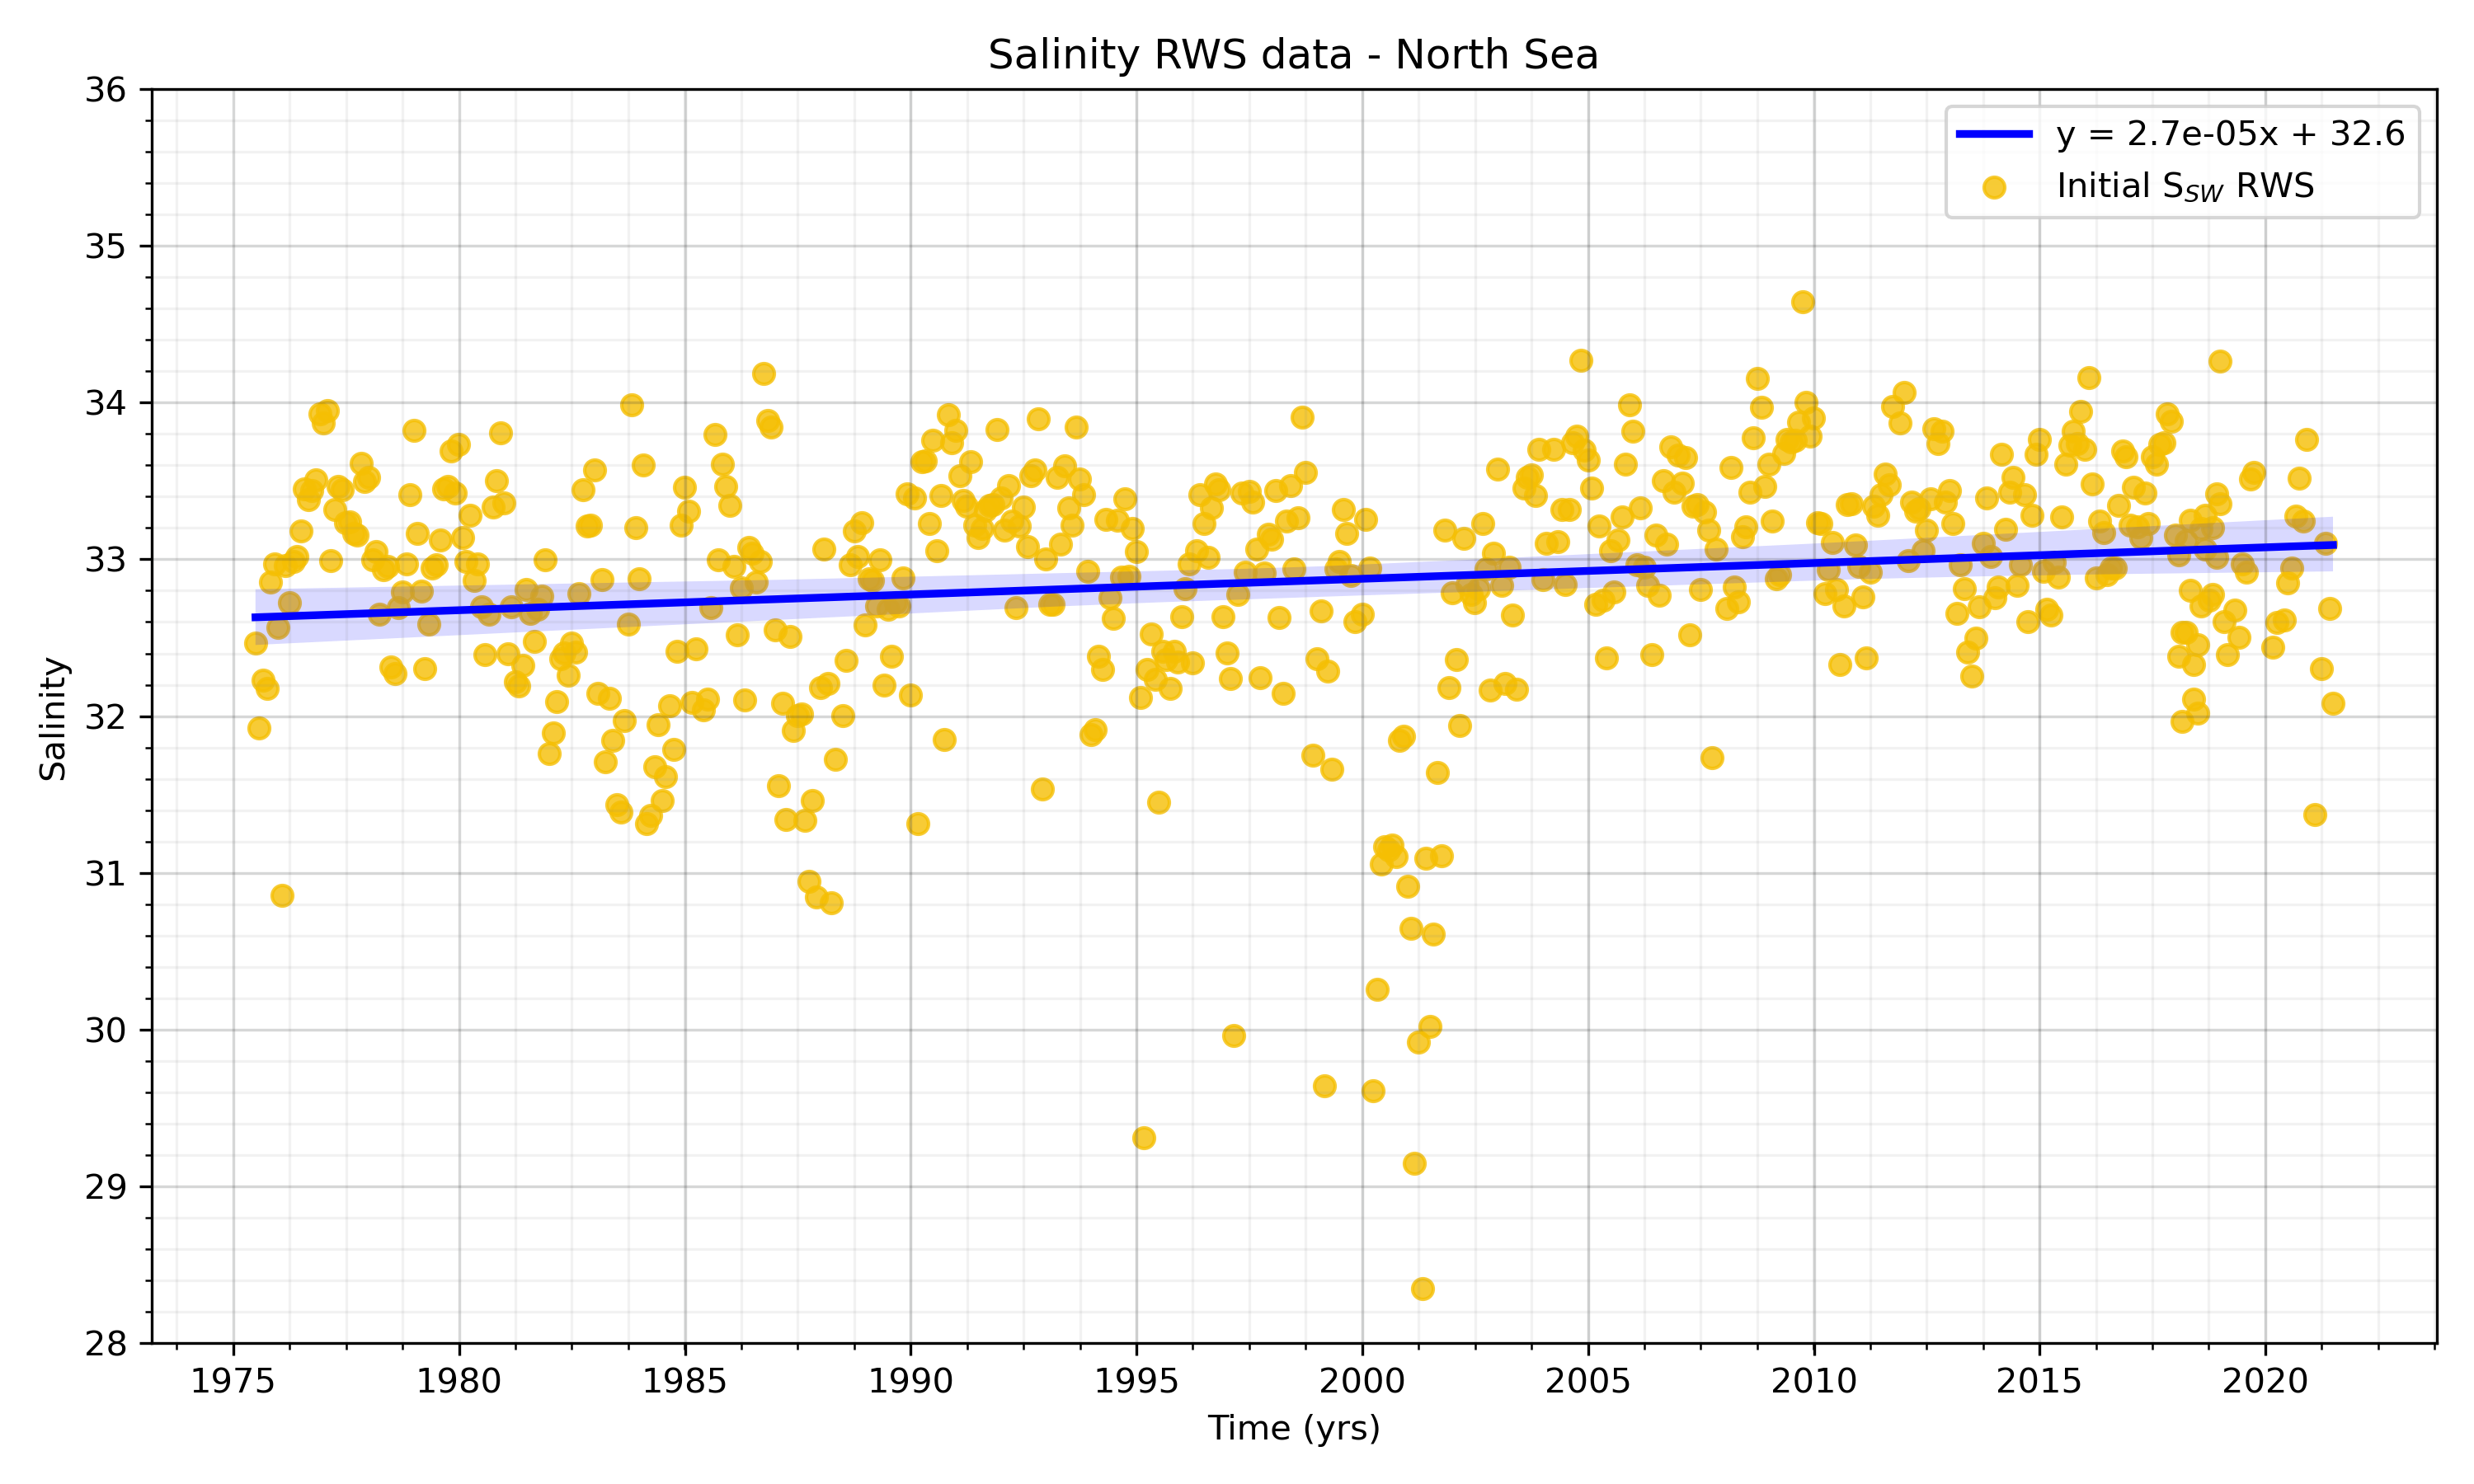 Salinity RWS data - North Sea
y = 2.7e-05x + 32.6
Initial S_SW RWS
Salinity
36
35
34
33
32
31
30
29
28
1975 1980 1985 1990 1995 2000 2005 2010 2015 2020
Time (yrs)